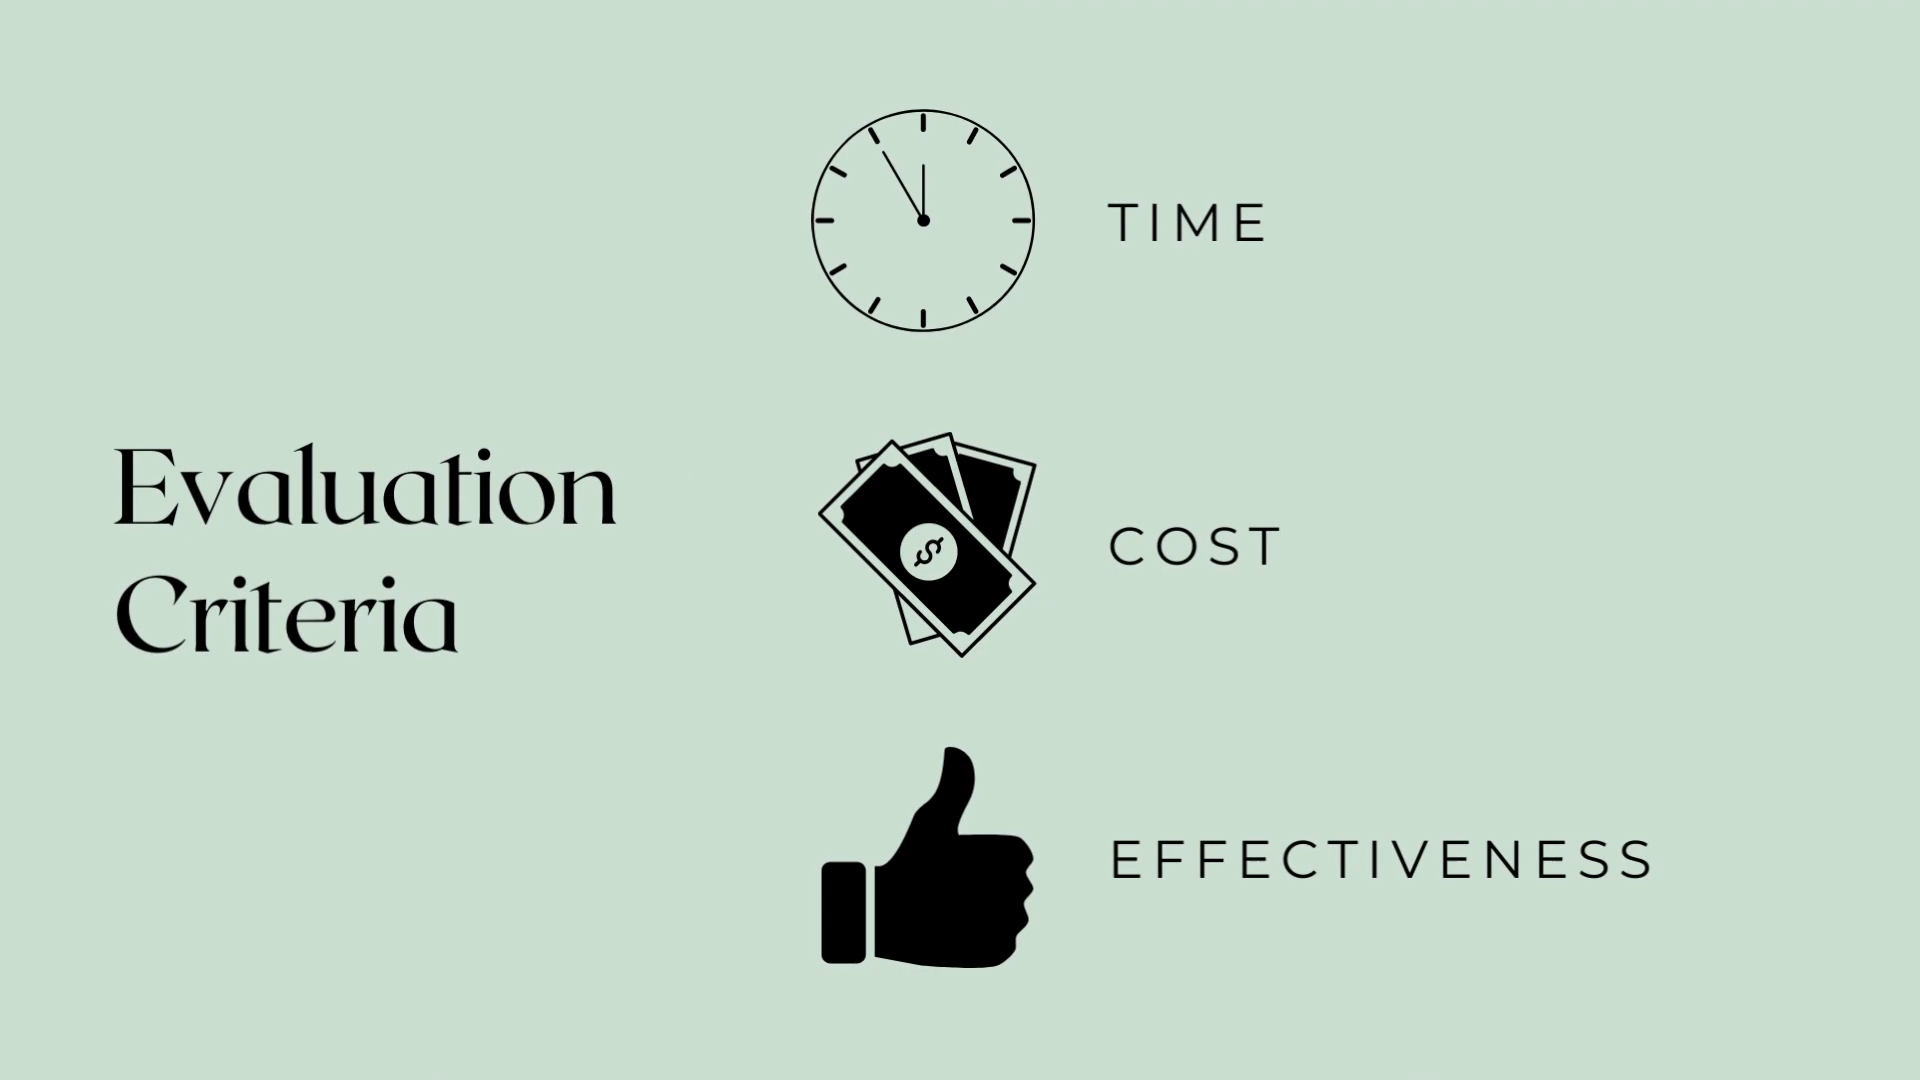 Evaluation
Criteria
TIME
COST
$
EFFECTIVENESS